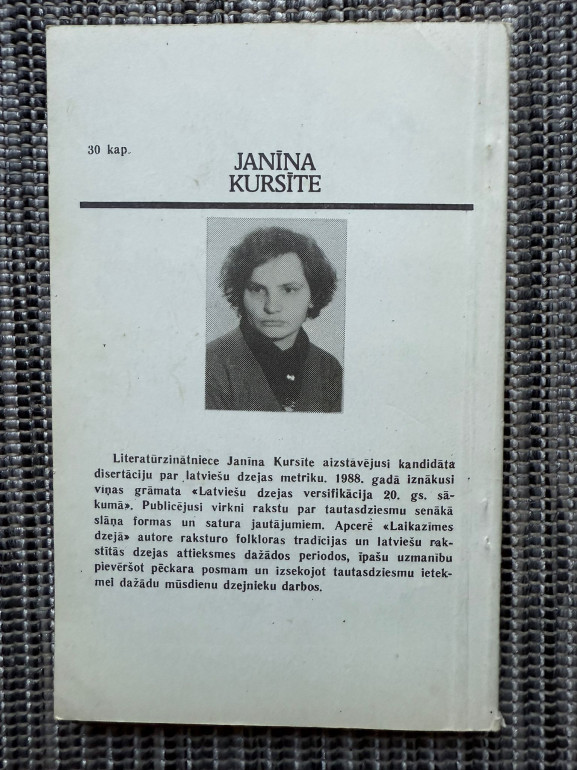 30 kap.
JANĪNA
KURSĪTE
Literatūrzinātniece Janīna Kursīte aizstāvējusi kandidāta
disertāciju par latviešu dzejas metriku. 1988. gadā iznākusi
viņas grāmata «Latviešu dzejas versifikācija 20. gs. sā-
kumā». Publicējusi virkni rakstu par tautasdziesmu senākā
slāņa formas un satura jautājumiem. Apcerē «Laikazīmes
dzejā» autore raksturo folkloras tradīcijas un latviešu rak-
stītās dzejas attieksmes dažādos periodos, īpašu uzmanību
pievēršot pēckara posmam un izsekojot tautasdziesmu ietek-
mei dažādu mūsdienu dzejnieku darbos.